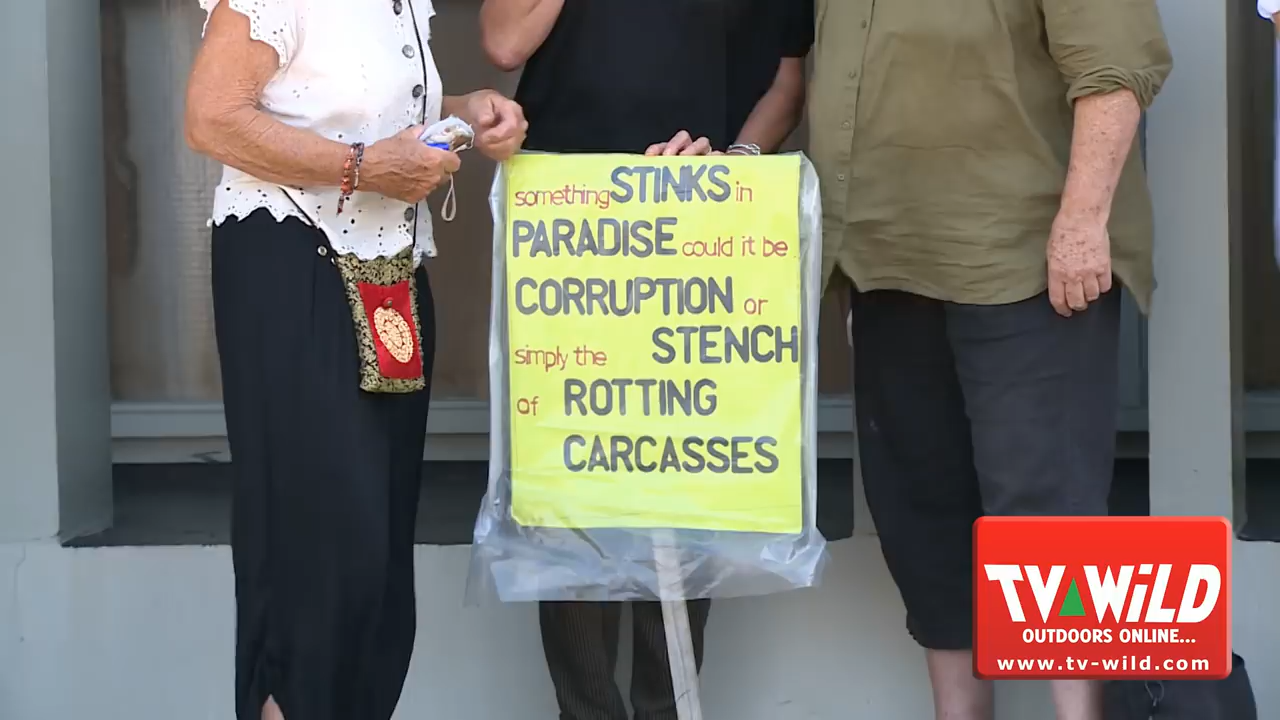 something STINKS in
PARADISE could it be
CORRUPTION or
simply the STENCH
of ROTTING
CARCASSES
TV WiLD
OUTDOORS ONLINE...
www.tv-wild.com